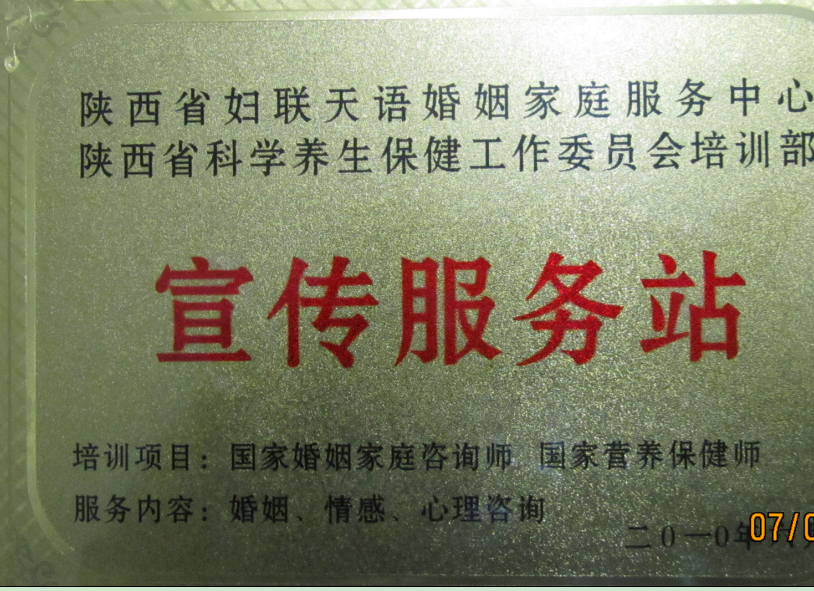 陕西省妇联天语婚姻家庭服务中心
陕西省科学养生保健工作委员会培训部
宣传服务站
培训项目：国家婚姻家庭咨询师 国家营养保健师
服务内容：婚姻、情感、心理咨询
二0一0年
07/0